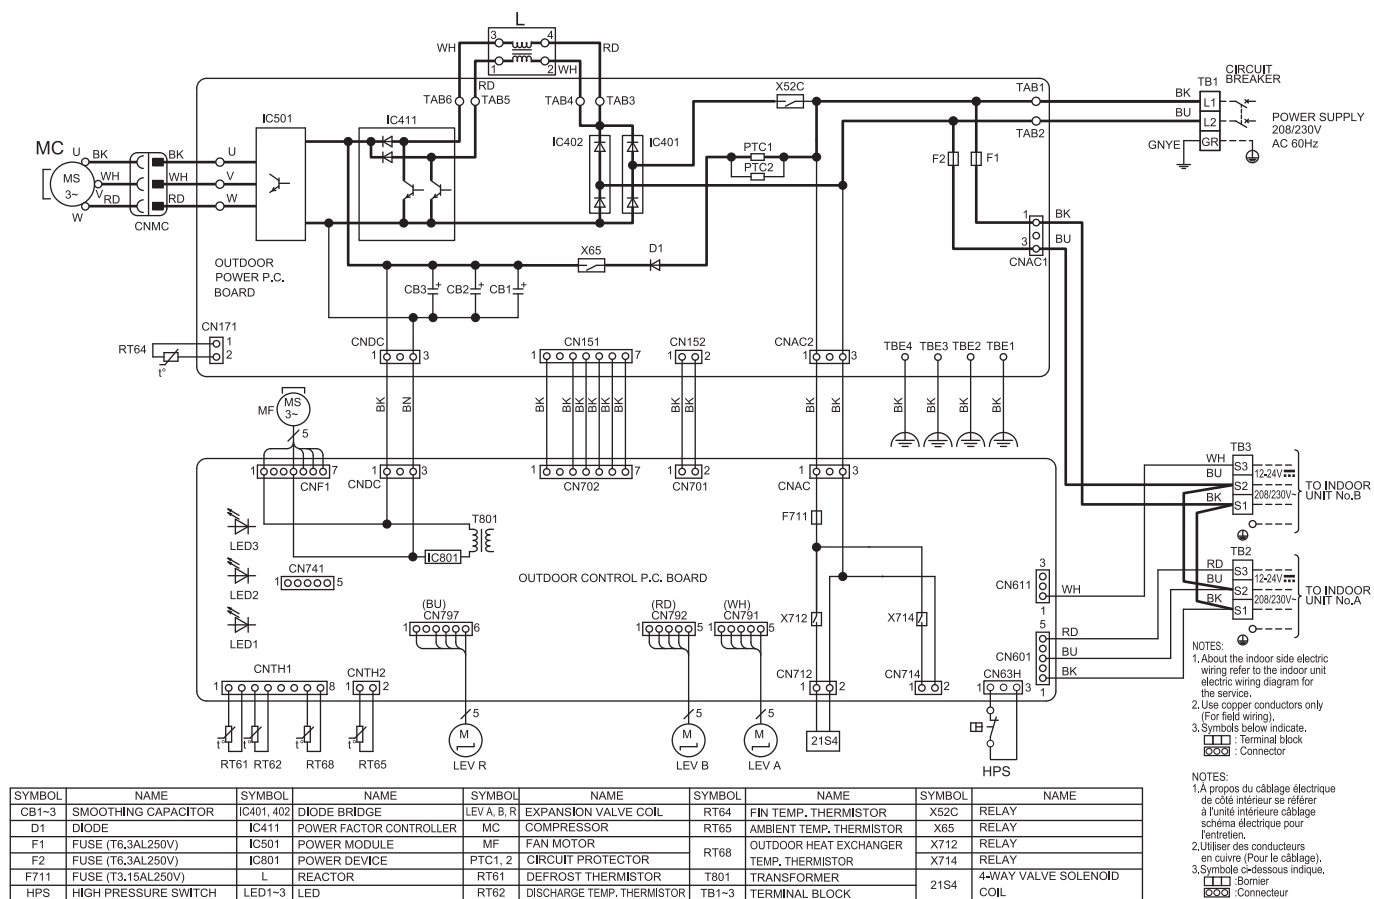 L
3 4
WH RD
1 2
RD WH
TAB6 TAB5 TAB4 TAB3
X52C
TAB1
TB1
CIRCUIT
BREAKER
BK L1
BU L2
GNYE GR
TAB2
POWER SUPPLY
208/230V
AC 60Hz
IC501
IC411
IC402
IC401
PTC1
PTC2
F2 F1
MC
MS
3~
U BK BK U
V WH WH V
W RD RD W
CNMC
1 BK
3 BU
CNAC1
OUTDOOR
POWER P.C.
BOARD
X65
D1
CB3 + CB2 + CB1 +
CN171
1
2
RT64
t°
CNDC
1 3
CN151
1 7
CN152
1 2
CNAC2
1 3
TBE4 TBE3 TBE2 TBE1
MF
MS
3~
5
BK BN BK BK BK BK BK BK BK BK BK BK BK BK BK BK BK
1 7
CNF1
1 3
CNDC
1 7
CN702
1 2
CN701
1 3
CNAC
TB3
WH S3 12-24V
BU S2
BK S1 208/230V~
TO INDOOR
UNIT No.B
T801
IC801
F711
LED3
LED2
LED1
CN741
1 5
OUTDOOR CONTROL P.C. BOARD
TB2
RD S3 12-24V
BU S2
BK S1 208/230V~
TO INDOOR
UNIT No.A
3
CN611
WH
1
5
RD
CN601
BU
BK
1
(BU)
CN797
1 6
(RD)
CN792
1 5
(WH)
CN791
1 5
X712
X714
CNTH1
1 8
CNTH2
1 2
CN712
1 2
CN714
1 2
CN63H
1 3
t° t° t° t°
RT61 RT62 RT68 RT65
5
M
LEV R
5
M
LEV B
5
M
LEV A
21S4
HPS
NOTES:
1.About the indoor side electric
wiring refer to the indoor unit
electric wiring diagram for
the service.
2.Use copper conductors only
(For field wiring).
3.Symbols below indicate.
: Terminal block
: Connector
NOTES:
1.À propos du câblage électrique
de côté intérieur se référer
à l'unité intérieure câblage
schéma électrique pour
l'entretien.
2.Utiliser des conducteurs
en cuivre (Pour le câblage).
3.Symbole ci-dessous indique.
:Bornier
:Connecteur
SYMBOL NAME SYMBOL NAME SYMBOL NAME SYMBOL NAME SYMBOL NAME
CB1~3 SMOOTHING CAPACITOR IC401, 402 DIODE BRIDGE LEV A, B, R EXPANSION VALVE COIL RT64 FIN TEMP. THERMISTOR X52C RELAY
D1 DIODE IC411 POWER FACTOR CONTROLLER MC COMPRESSOR RT65 AMBIENT TEMP. THERMISTOR X65 RELAY
F1 FUSE (T6.3AL250V) IC501 POWER MODULE MF FAN MOTOR RT68 OUTDOOR HEAT EXCHANGER X712 RELAY
F2 FUSE (T6.3AL250V) IC801 POWER DEVICE PTC1, 2 CIRCUIT PROTECTOR TEMP. THERMISTOR X714 RELAY
F711 FUSE (T3.15AL250V) L REACTOR RT61 DEFROST THERMISTOR T801 TRANSFORMER 21S4 4-WAY VALVE SOLENOID
HPS HIGH PRESSURE SWITCH LED1~3 LED RT62 DISCHARGE TEMP. THERMISTOR TB1~3 TERMINAL BLOCK COIL